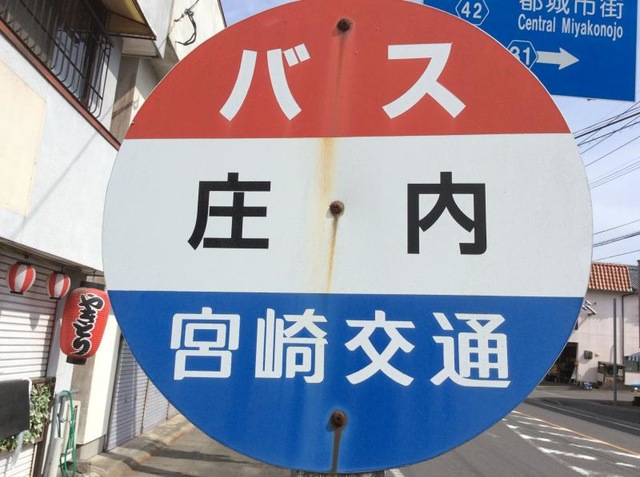 バス
庄内
宮崎交通
42
都城市街
Central Miyakonojo
31
やきとり